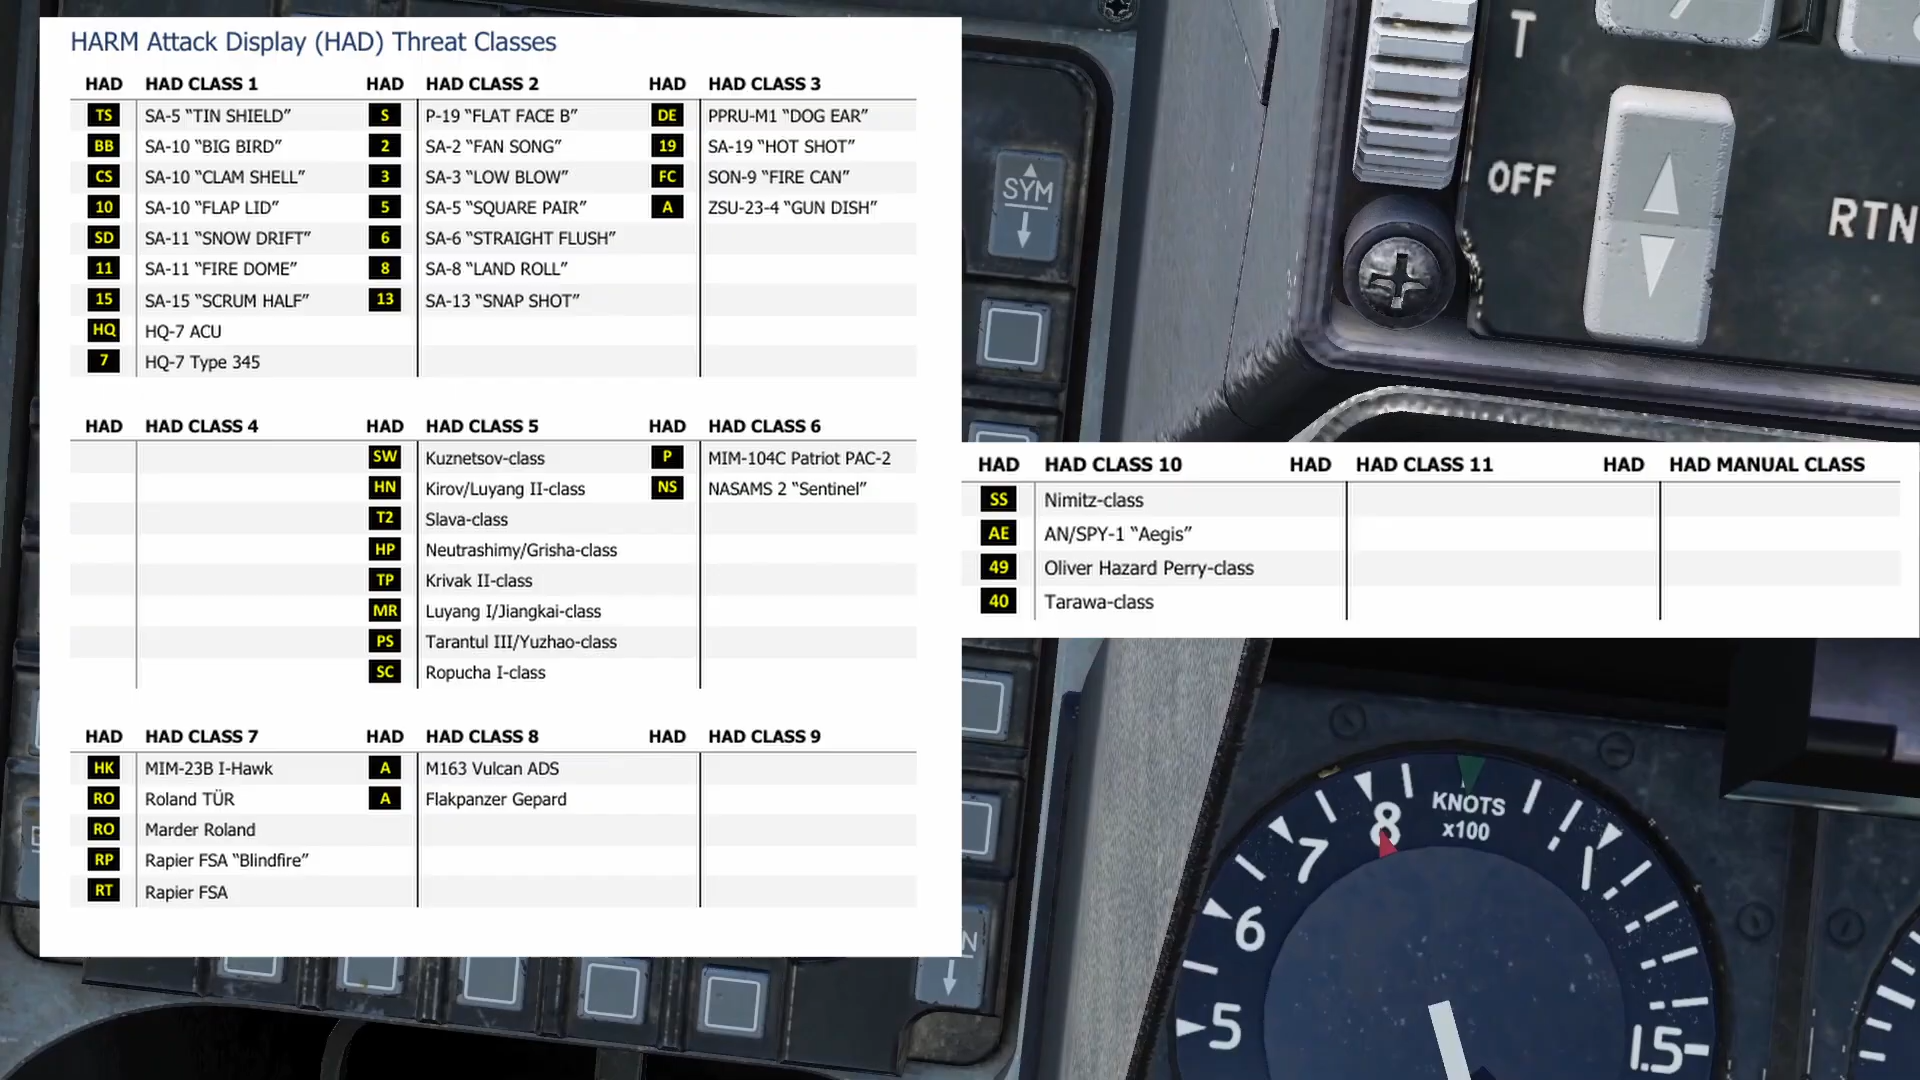 HARM Attack Display (HAD) Threat Classes
HAD HAD CLASS 1 HAD HAD CLASS 2 HAD HAD CLASS 3
TS SA-5 “TIN SHIELD” S P-19 “FLAT FACE B” DE PPRU-M1 “DOG EAR”
BB SA-10 “BIG BIRD” 2 SA-2 “FAN SONG” 19 SA-19 “HOT SHOT”
CS SA-10 “CLAM SHELL” 3 SA-3 “LOW BLOW” FC SON-9 “FIRE CAN”
10 SA-10 “FLAP LID” 5 SA-5 “SQUARE PAIR” A ZSU-23-4 “GUN DISH”
SD SA-11 “SNOW DRIFT” 6 SA-6 “STRAIGHT FLUSH”
11 SA-11 “FIRE DOME” 8 SA-8 “LAND ROLL”
15 SA-15 “SCRUM HALF” 13 SA-13 “SNAP SHOT”
HQ HQ-7 ACU
7 HQ-7 Type 345
HAD HAD CLASS 4 HAD HAD CLASS 5 HAD HAD CLASS 6
SW Kuznetsov-class P MIM-104C Patriot PAC-2
HN Kirov/Luyang II-class NS NASAMS 2 “Sentinel”
T2 Slava-class
HP Neutrashimy/Grisha-class
TP Krivak II-class
MR Luyang I/Jiangkai-class
PS Tarantul III/Yuzhao-class
SC Ropucha I-class
HAD HAD CLASS 7 HAD HAD CLASS 8 HAD HAD CLASS 9
HK MIM-23B I-Hawk A M163 Vulcan ADS
RO Roland TÜR A Flakpanzer Gepard
RO Marder Roland
RP Rapier FSA “Blindfire”
RT Rapier FSA
HAD HAD CLASS 10 HAD HAD CLASS 11 HAD HAD MANUAL CLASS
SS Nimitz-class
AE AN/SPY-1 “Aegis”
49 Oliver Hazard Perry-class
40 Tarawa-class
SYM
T
OFF
RTN
KNOTS
x100
8
7
6
5
1
1.5
N